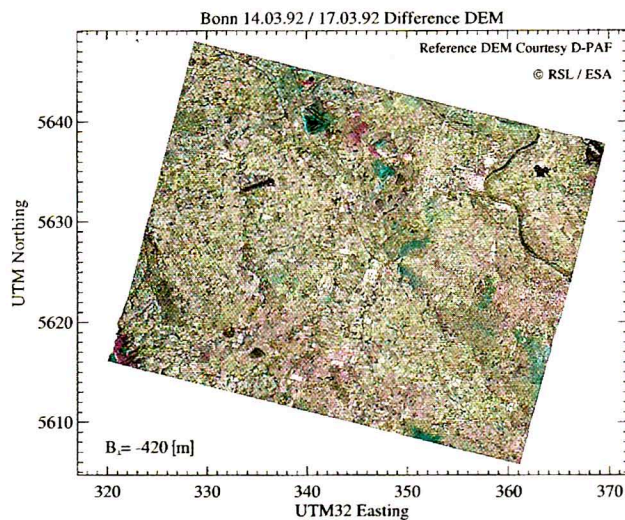 Bonn 14.03.92 / 17.03.92 Difference DEM
Reference DEM Courtesy D-PAF
© RSL / ESA
5640
5630
5620
5610
UTM Northing
B⊥= -420 [m]
320 330 340 350 360 370
UTM32 Easting